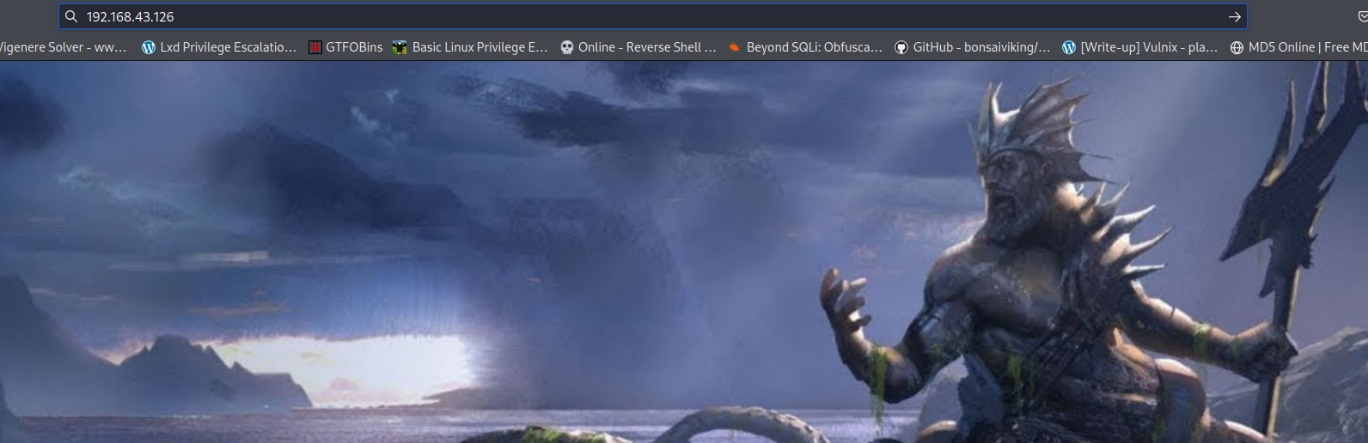 192.168.43.126
Vigenere Solver - ww... Lxd Privilege Escalatio... GTFOBins Basic Linux Privilege E... Online - Reverse Shell ... Beyond SQLi: Obfusca... GitHub - bonsaiviking/... [Write-up] Vulnix - pla... MD5 Online | Free MD